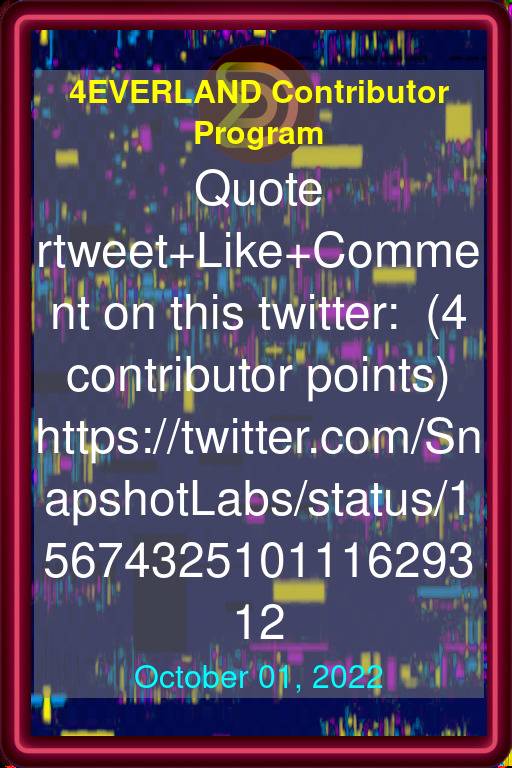 4EVERLAND Contributor
Program
Quote
rtweet+Like+Comme
nt on this twitter:  (4
contributor points)
https://twitter.com/Sn
apshotLabs/status/1
56743251011116293
12
October 01, 2022